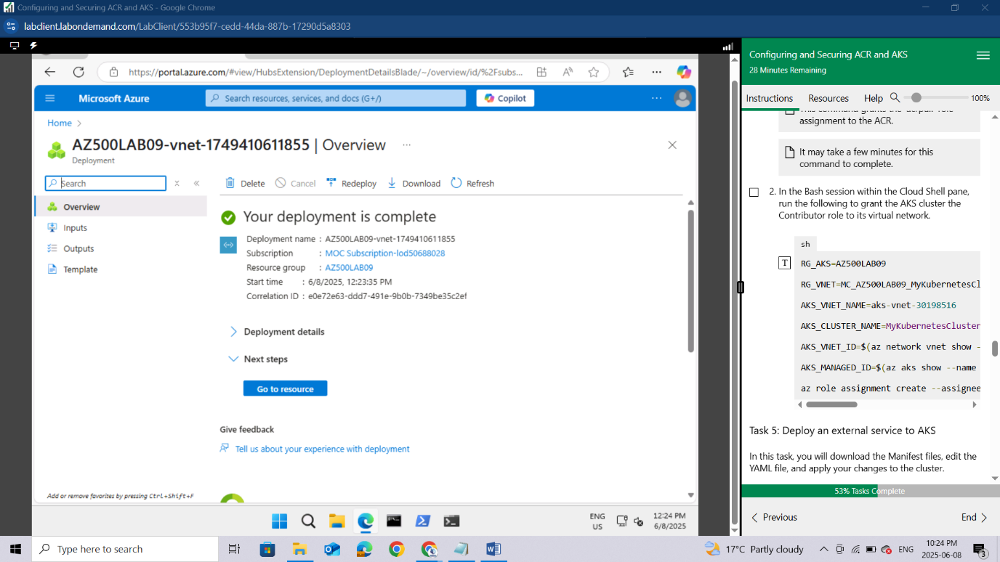 Configuring and Securing ACR and AKS - Google Chrome
labclient.labondemand.com/LabClient/553b95f7-cedd-44da-887b-17290d5a8303
https://portal.azure.com/#view/HubsExtension/DeploymentDetailsBlade/~/overview/id/%2Fsubs...
Microsoft Azure
Search resources, services, and docs (G+/)
Copilot
Home
AZ500LAB09-vnet-1749410611855 | Overview
Deployment
Search
Delete
Cancel
Redeploy
Download
Refresh
Overview
Inputs
Outputs
Template
Your deployment is complete
Deployment name : AZ500LAB09-vnet-1749410611855
Subscription : MOC Subscription-lod50688028
Resource group : AZ500LAB09
Start time : 6/8/2025, 12:23:35 PM
Correlation ID : e0e72e63-ddd7-491e-9b0b-7349be35c2ef
Deployment details
Next steps
Go to resource
Give feedback
Tell us about your experience with deployment
Add or remove favorites by pressing Ctrl+Shift+F
ENG
US
12:24 PM
6/8/2025
Configuring and Securing ACR and AKS
28 Minutes Remaining
Instructions
Resources
Help
100%
assignment to the ACR.
It may take a few minutes for this
command to complete.
2. In the Bash session within the Cloud Shell pane,
run the following to grant the AKS cluster the
Contributor role to its virtual network.
sh
T
RG_AKS=AZ500LAB09
RG_VNET=MC_AZ500LAB09_MyKubernetesCl
AKS_VNET_NAME=aks-vnet-30198516
AKS_CLUSTER_NAME=MyKubernetesCluster
AKS_VNET_ID=$(az network vnet show -
AKS_MANAGED_ID=$(az aks show --name
az role assignment create --assignee
Task 5: Deploy an external service to AKS
In this task, you will download the Manifest files, edit the
YAML file, and apply your changes to the cluster.
53% Tasks Complete
Previous
End
Type here to search
17°C Partly cloudy
ENG
10:24 PM
2025-06-08
3